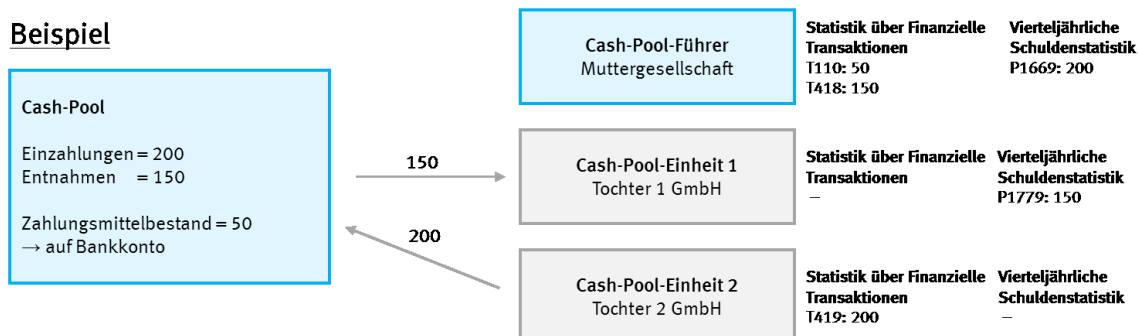 Beispiel
Cash-Pool
Einzahlungen = 200
Entnahmen = 150
Zahlungsmittelbestand = 50
→ auf Bankkonto
150
200
Cash-Pool-Führer
Muttergesellschaft
Statistik über Finanzielle
Transaktionen
T110: 50
T418: 150
Vierteljährliche
Schuldenstatistik
P1669: 200
Cash-Pool-Einheit 1
Tochter 1 GmbH
Statistik über Finanzielle
Transaktionen
–
Vierteljährliche
Schuldenstatistik
P1779: 150
Cash-Pool-Einheit 2
Tochter 2 GmbH
Statistik über Finanzielle
Transaktionen
T419: 200
Vierteljährliche
Schuldenstatistik
–